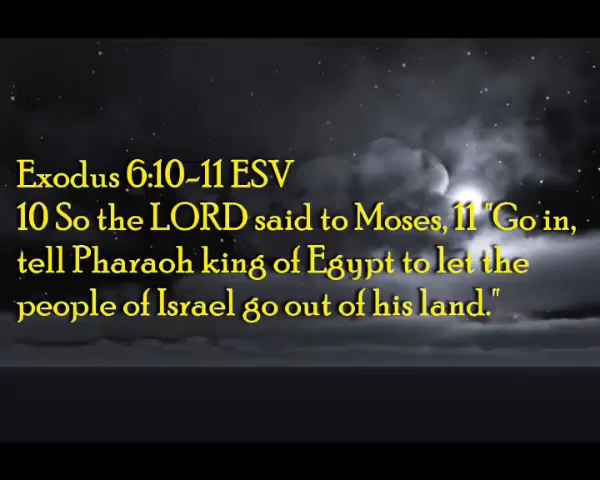 Exodus 6:10-11 ESV
10 So the LORD said to Moses, 11 "Go in,
tell Pharaoh king of Egypt to let the
people of Israel go out of his land."